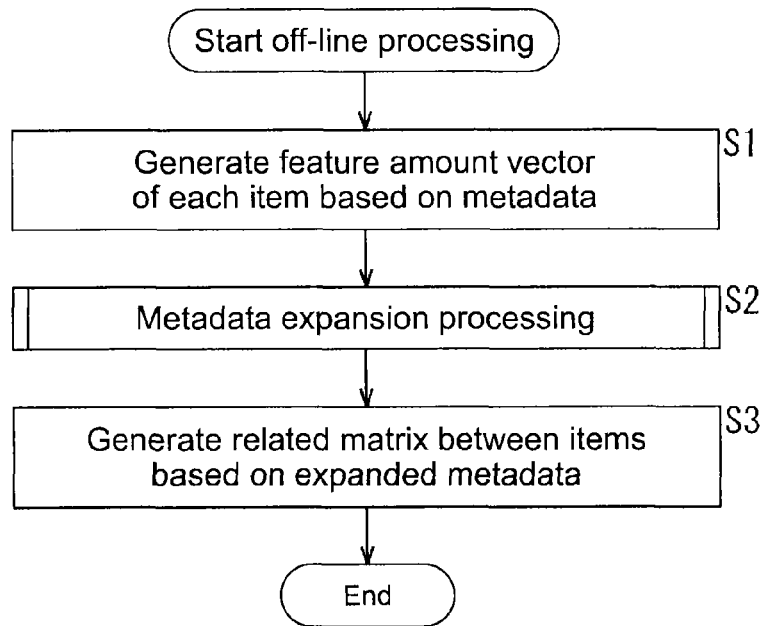 Start off-line processing
S1
Generate feature amount vector
of each item based on metadata
S2
Metadata expansion processing
S3
Generate related matrix between items
based on expanded metadata
End